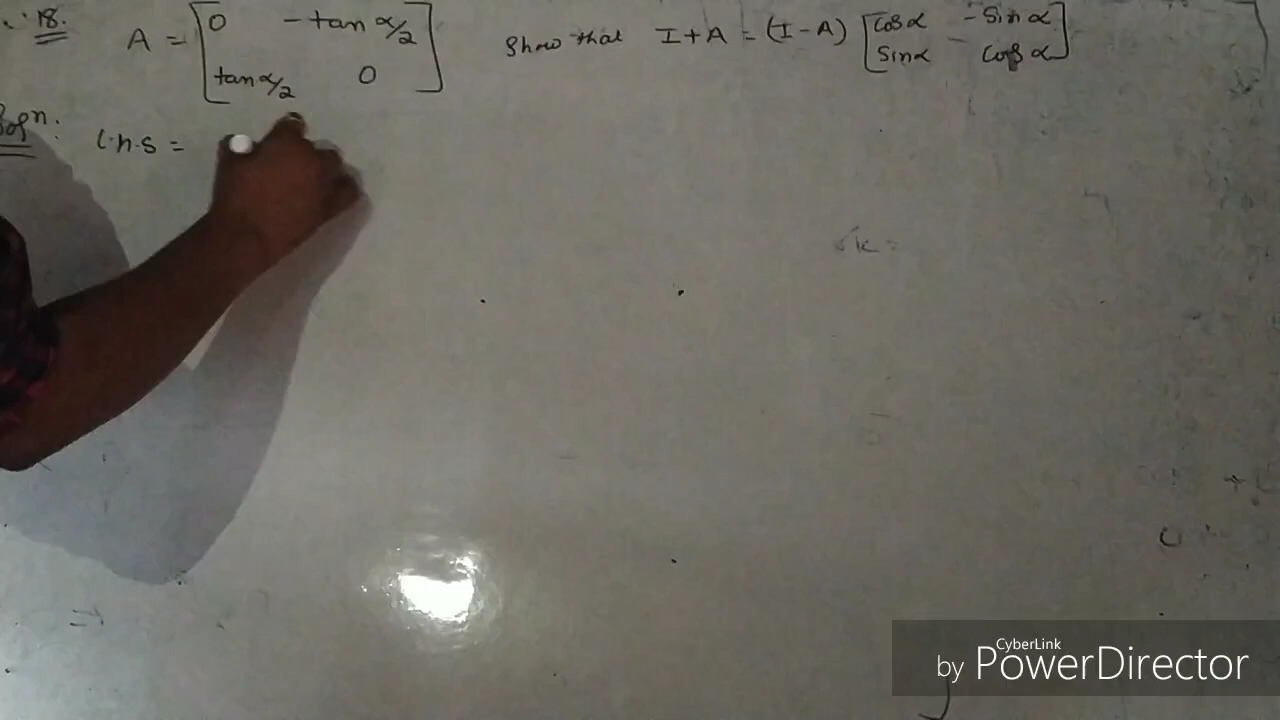 18. A = [0 -tan α/2
tan α/2 0] Show that I+A = (I-A) [cos α -sin α
sin α cos α]
Soln: L.H.S =
CyberLink
by PowerDirector